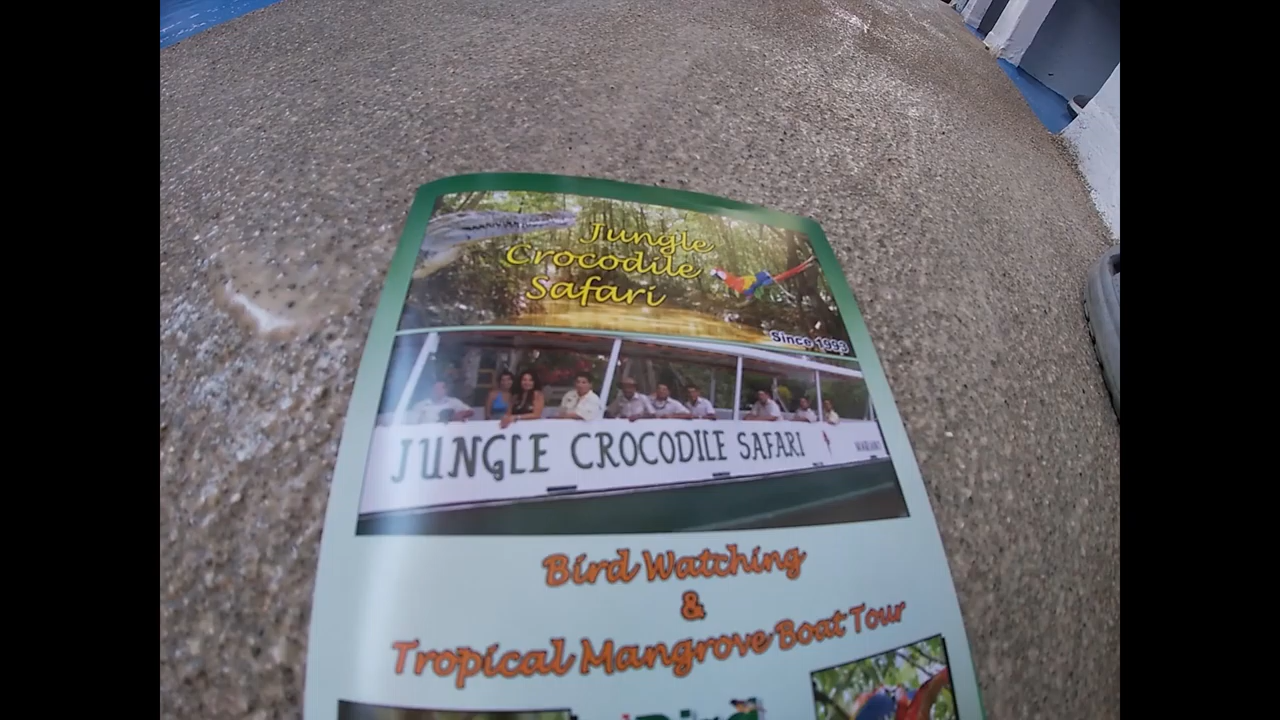 Jungle
Crocodile
Safari
Since 1993
JUNGLE CROCODILE SAFARI
Bird Watching
&
Tropical Mangrove Boat Tour